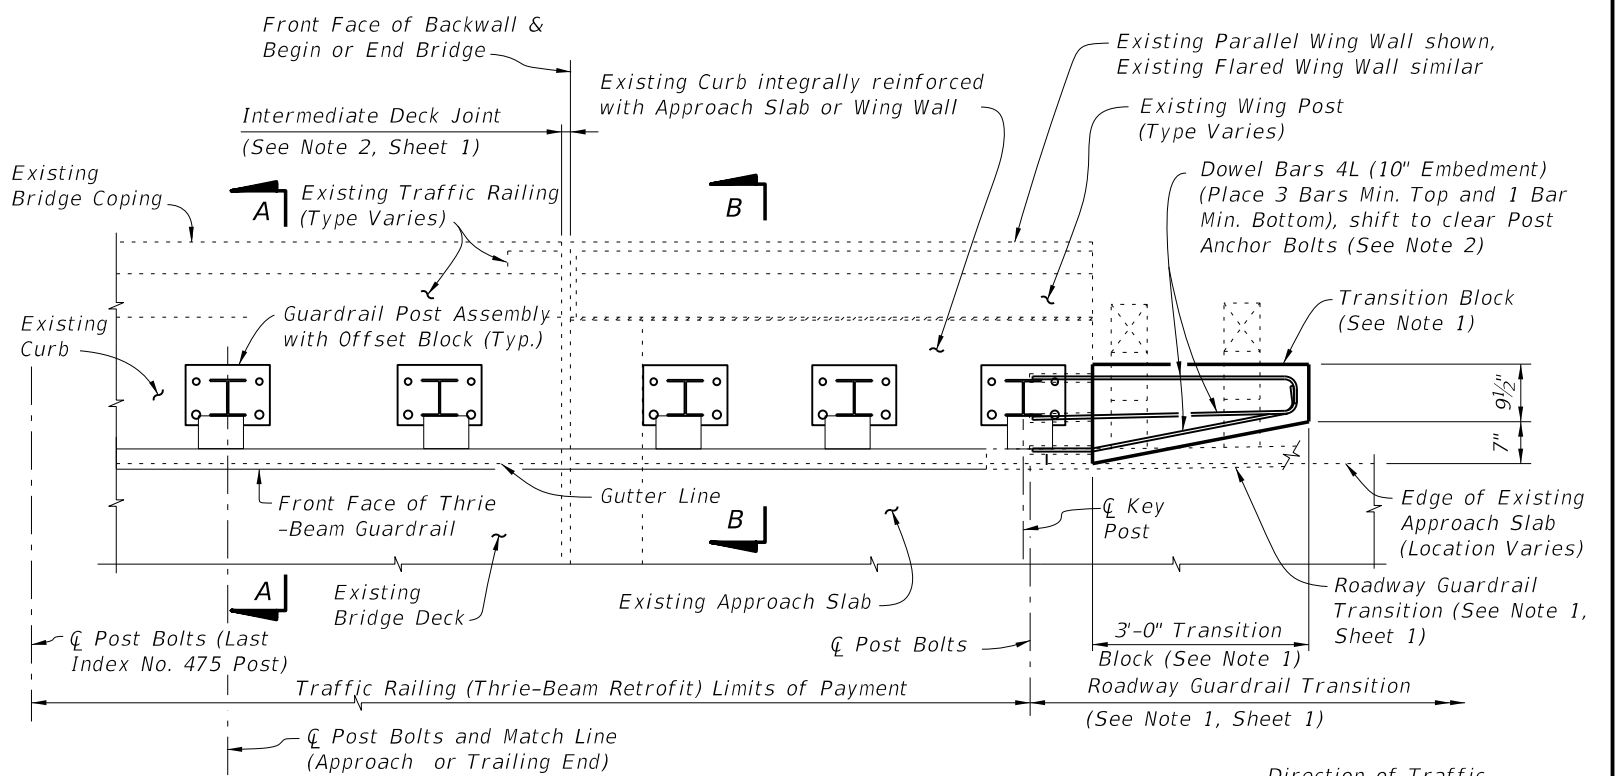 Front Face of Backwall &
Begin or End Bridge
Existing Parallel Wing Wall shown,
Existing Flared Wing Wall similar
Existing Curb integrally reinforced
with Approach Slab or Wing Wall
Existing Wing Post
(Type Varies)
Intermediate Deck Joint
(See Note 2, Sheet 1)
Existing
Bridge Coping
A
Existing Traffic Railing
(Type Varies)
B
Dowel Bars 4L (10" Embedment)
(Place 3 Bars Min. Top and 1 Bar
Min. Bottom), shift to clear Post
Anchor Bolts (See Note 2)
Transition Block
(See Note 1)
Existing
Curb
Guardrail Post Assembly
with Offset Block (Typ.)
9½"
7"
Front Face of Thrie
-Beam Guardrail
Gutter Line
B
℄ Key
Post
Edge of Existing
Approach Slab
(Location Varies)
A
Existing
Bridge Deck
Existing Approach Slab
Roadway Guardrail
Transition (See Note 1,
Sheet 1)
℄ Post Bolts (Last
Index No. 475 Post)
℄ Post Bolts
3'-0" Transition
Block (See Note 1)
Traffic Railing (Thrie-Beam Retrofit) Limits of Payment
Roadway Guardrail Transition
(See Note 1, Sheet 1)
℄ Post Bolts and Match Line
(Approach or Trailing End)
Direction of Traffic